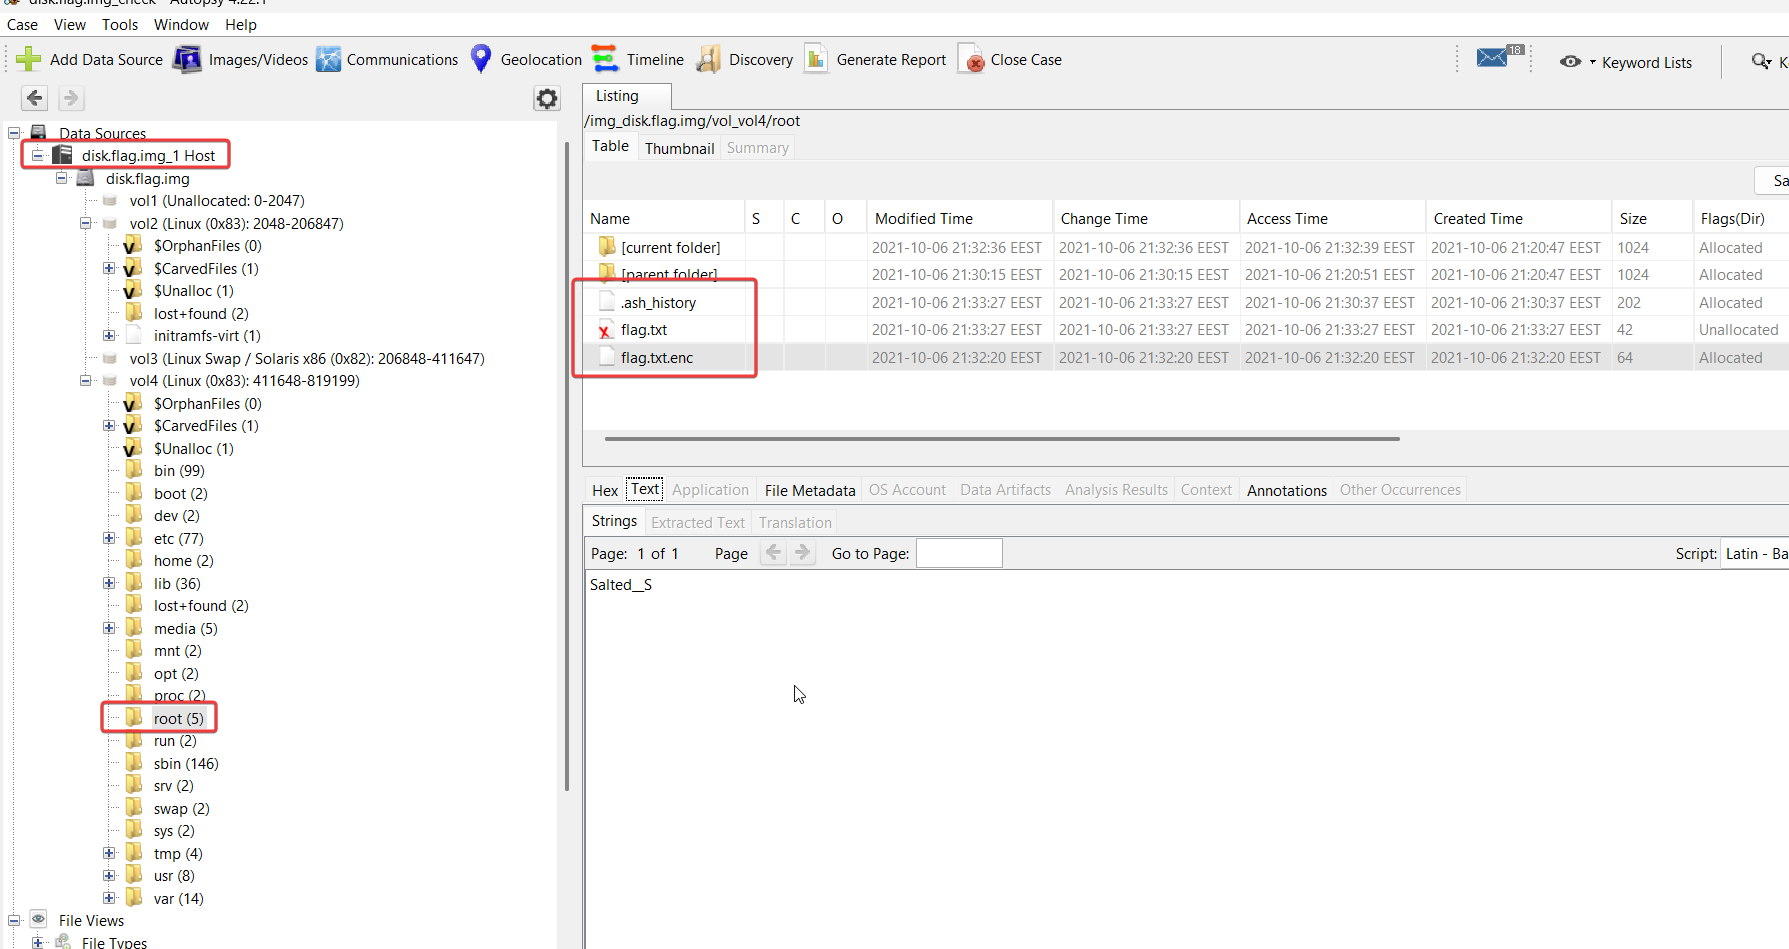 disk.flag.img_check - Autopsy 4.22.1
Case View Tools Window Help
Add Data Source Images/Videos Communications Geolocation Timeline Discovery Generate Report Close Case 18 Keyword Lists
Data Sources
disk.flag.img_1 Host
disk.flag.img
vol1 (Unallocated: 0-2047)
vol2 (Linux (0x83): 2048-206847)
$OrphanFiles (0)
$CarvedFiles (1)
$Unalloc (1)
lost+found (2)
initramfs-virt (1)
vol3 (Linux Swap / Solaris x86 (0x82): 206848-411647)
vol4 (Linux (0x83): 411648-819199)
$OrphanFiles (0)
$CarvedFiles (1)
$Unalloc (1)
bin (99)
boot (2)
dev (2)
etc (77)
home (2)
lib (36)
lost+found (2)
media (5)
mnt (2)
opt (2)
proc (2)
root (5)
run (2)
sbin (146)
srv (2)
swap (2)
sys (2)
tmp (4)
usr (8)
var (14)
File Views
File Types
Listing
/img_disk.flag.img/vol_vol4/root
Table Thumbnail Summary
Sa
Name S C O Modified Time Change Time Access Time Created Time Size Flags(Dir)
[current folder] 2021-10-06 21:32:36 EEST 2021-10-06 21:32:36 EEST 2021-10-06 21:32:39 EEST 2021-10-06 21:20:47 EEST 1024 Allocated
[parent folder] 2021-10-06 21:30:15 EEST 2021-10-06 21:30:15 EEST 2021-10-06 21:20:51 EEST 2021-10-06 21:20:47 EEST 1024 Allocated
.ash_history 2021-10-06 21:33:27 EEST 2021-10-06 21:33:27 EEST 2021-10-06 21:30:37 EEST 2021-10-06 21:30:37 EEST 202 Allocated
flag.txt 2021-10-06 21:33:27 EEST 2021-10-06 21:33:27 EEST 2021-10-06 21:33:27 EEST 2021-10-06 21:33:27 EEST 42 Unallocated
flag.txt.enc 2021-10-06 21:32:20 EEST 2021-10-06 21:32:20 EEST 2021-10-06 21:32:20 EEST 2021-10-06 21:32:20 EEST 64 Allocated
Hex Text Application File Metadata OS Account Data Artifacts Analysis Results Context Annotations Other Occurrences
Strings Extracted Text Translation
Page: 1 of 1 Page Go to Page: Script: Latin - Ba
Salted__S